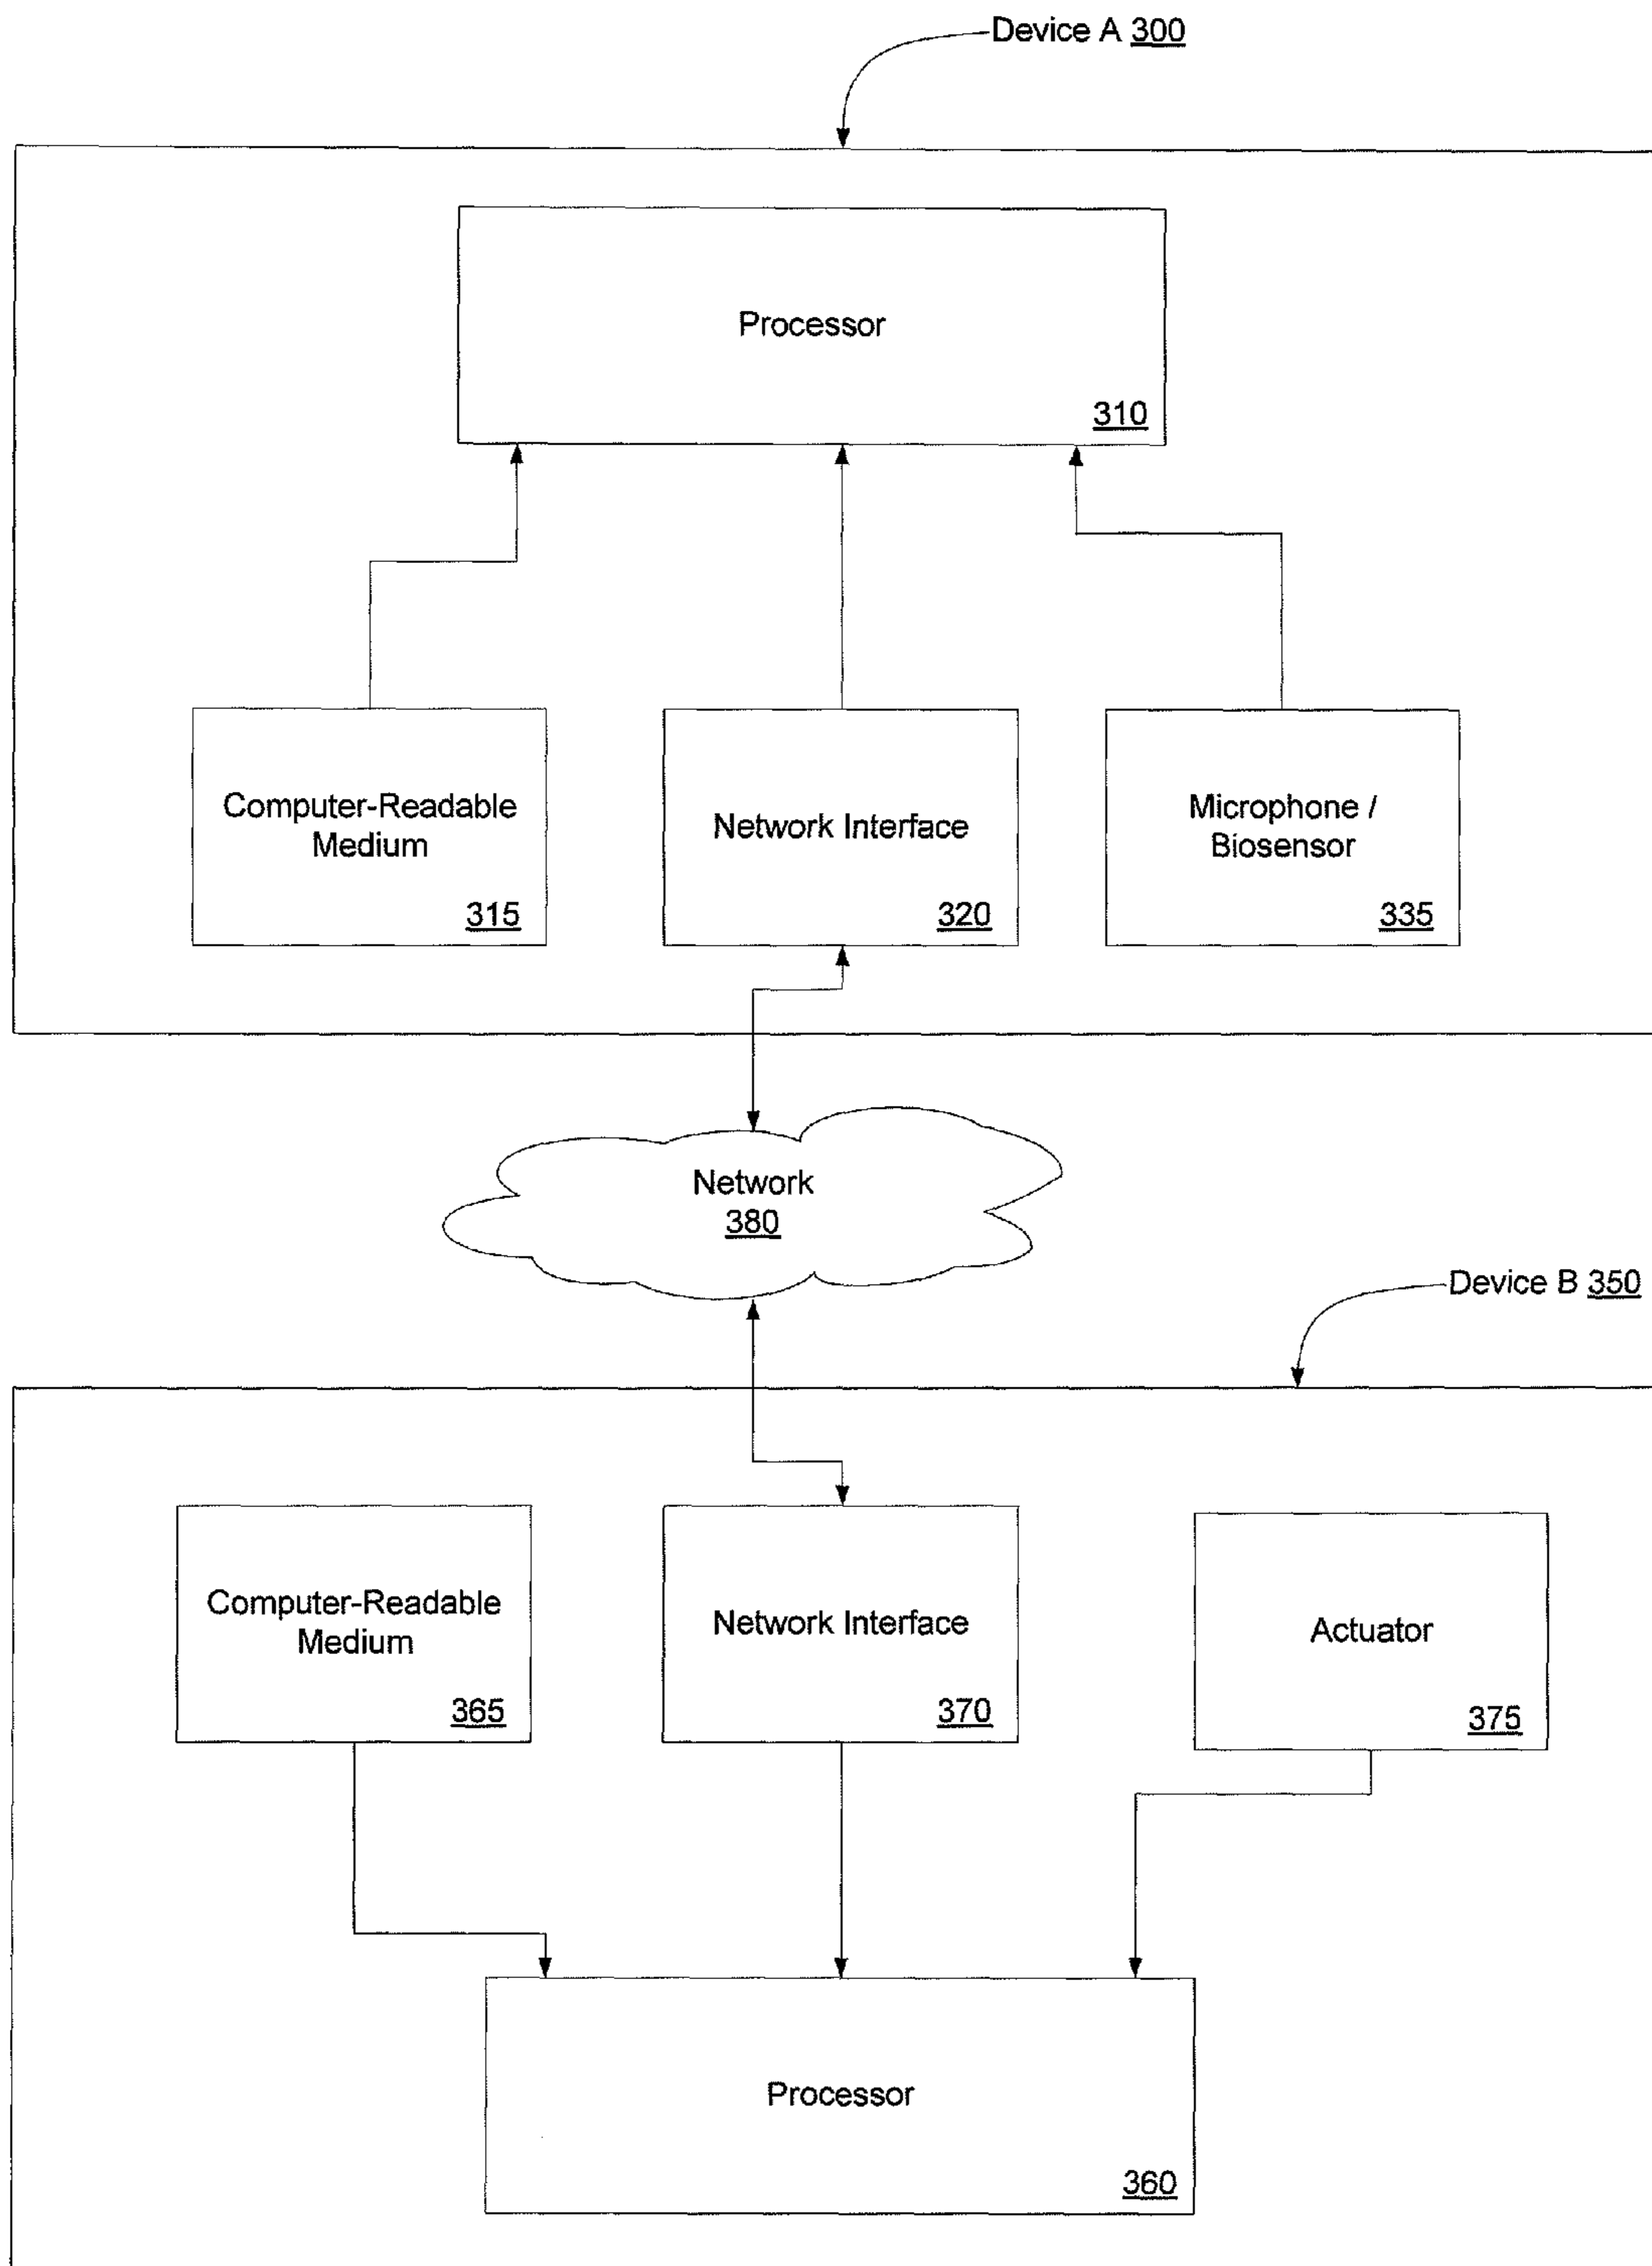 Device A 300
Processor
310
Computer-Readable
Medium
315
Network Interface
320
Microphone /
Biosensor
335
Network
380
Device B 350
Computer-Readable
Medium
365
Network Interface
370
Actuator
375
Processor
360